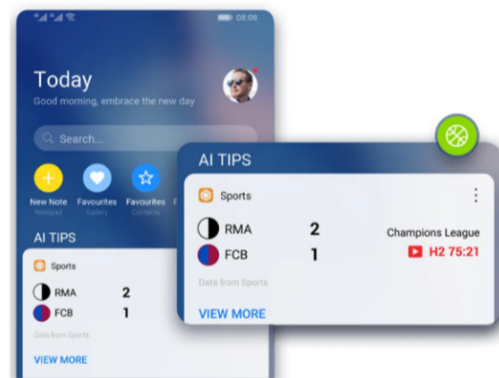 08:08
Today
Good morning, embrace the new day
Search...
New Note
Notepad
Favourites
Gallery
Favourites
Contacts
AI TIPS
Sports
RMA 2
FCB 1
Data from Sports
VIEW MORE
AI TIPS
Sports
RMA 2
Champions League
FCB 1
H2 75:21
Data from Sports
VIEW MORE